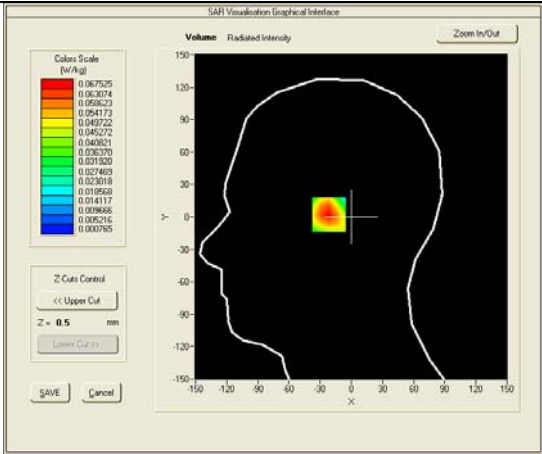 SAR Visualisation Graphical Interface
Volume Radiated Intensity
Zoom In/Out
Colors Scale
(W/kg)
0.067525
0.063074
0.058623
0.054173
0.049722
0.045272
0.040821
0.036370
0.031920
0.027469
0.023018
0.018568
0.014117
0.009666
0.005216
0.000765
Z Cuts Control
<< Upper Cut
Z = 0.5 mm
Lower Cut >>
SAVE
Cancel
150
120
90
60
30
0
-30
-60
-90
-120
-150
Y
-150 -120 -90 -60 -30 0 30 60 90 120 150
X